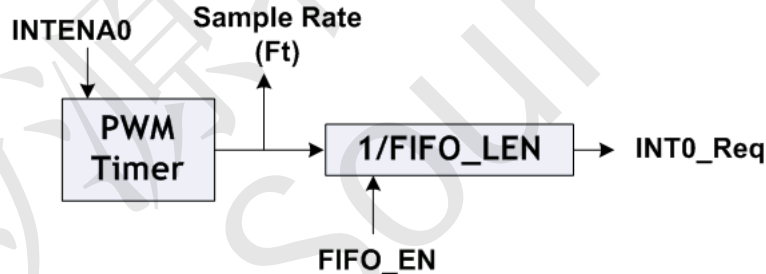 INTENA0
Sample Rate
(Ft)
PWM
Timer
1/FIFO_LEN
INT0_Req
FIFO_EN